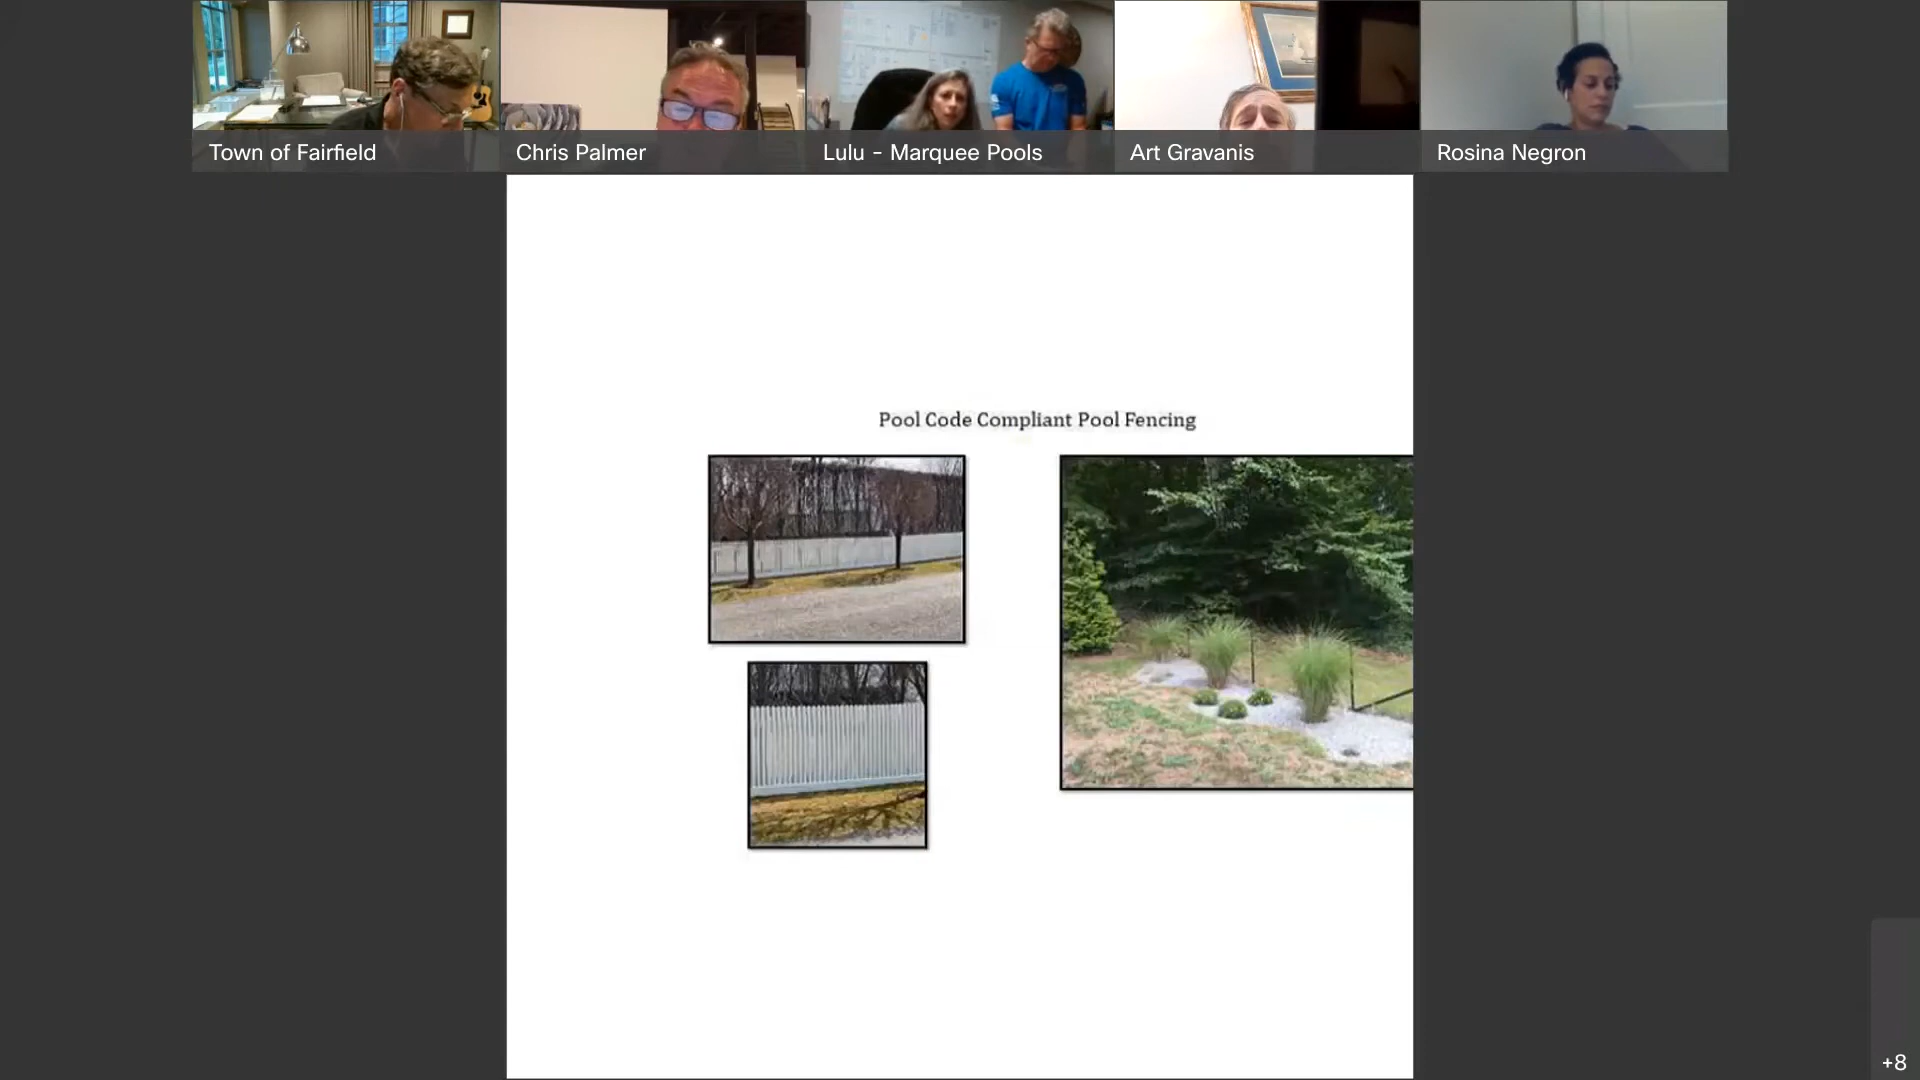 Town of Fairfield
Chris Palmer
Lulu - Marquee Pools
Art Gravanis
Rosina Negron
Pool Code Compliant Pool Fencing
+8